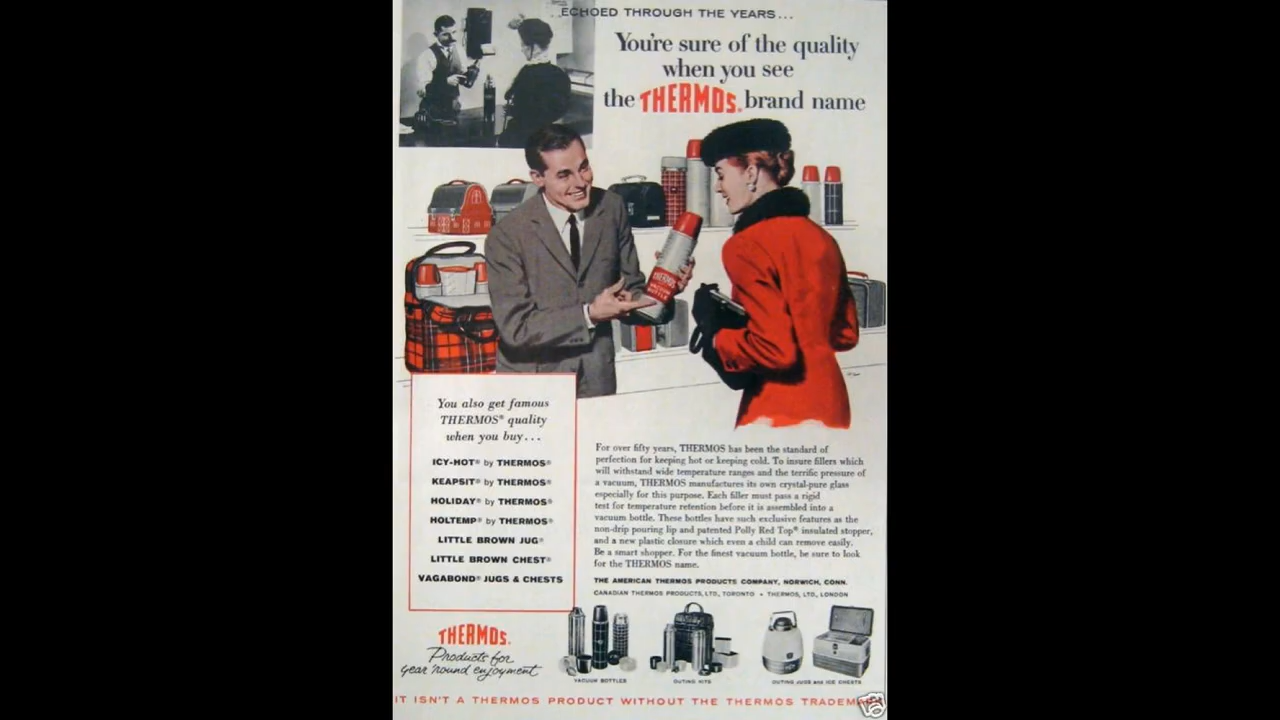 ECHOED THROUGH THE YEARS...
You're sure of the quality
when you see
the THERMOS® brand name
THERMOS
VACUUM
BOTTLE
You also get famous
THERMOS® quality
when you buy...
ICY-HOT® by THERMOS®
KEAPSIT® by THERMOS®
HOLIDAY® by THERMOS®
HOLTEMP® by THERMOS®
LITTLE BROWN JUG®
LITTLE BROWN CHEST®
VAGABOND® JUGS & CHESTS
For over fifty years, THERMOS has been the standard of
perfection for keeping hot or keeping cold. To insure fillers which
will withstand wide temperature ranges and the terrific pressure of
a vacuum, THERMOS manufactures its own crystal-pure glass
especially for this purpose. Each filler must pass a rigid
test for temperature retention before it is assembled into a
vacuum bottle. These bottles have such exclusive features as the
non-drip pouring lip and patented Polly Red Top® insulated stopper,
and a new plastic closure which even a child can remove easily.
Be a smart shopper. For the finest vacuum bottle, be sure to look
for the THERMOS name.
THE AMERICAN THERMOS PRODUCTS COMPANY, NORWICH, CONN.
CANADIAN THERMOS PRODUCTS, LTD., TORONTO • THERMOS, LTD., LONDON
THERMOS®
Products for
year 'round enjoyment
VACUUM BOTTLES
OUTING KITS
OUTING JUGS and ICE CHESTS
IT ISN'T A THERMOS PRODUCT WITHOUT THE THERMOS TRADEMARK